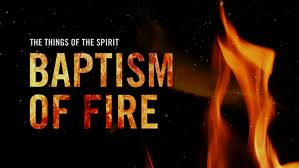 THE THINGS OF THE SPIRIT
BAPTISM
OF FIRE